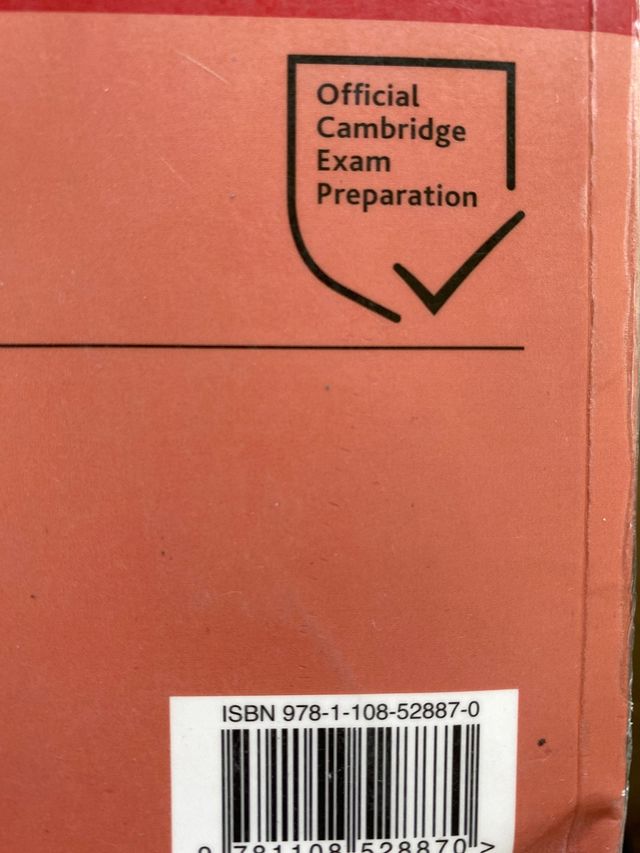 Official
Cambridge
Exam
Preparation
ISBN 978-1-108-52887-0
9 781108 528870 >